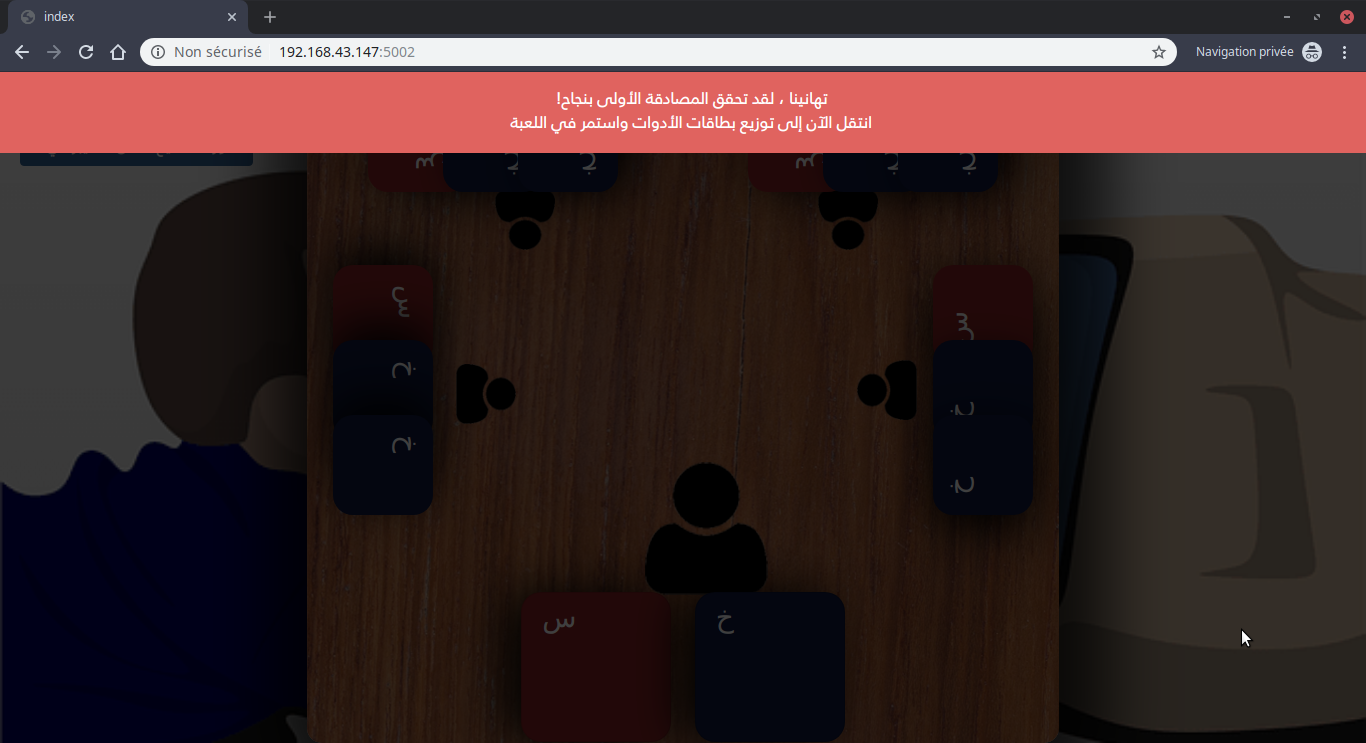 index
Non sécurisé
192.168.43.147:5002
Navigation privée
تهانينا ، لقد تحقق المصادقة الأولى بنجاح!
انتقل الآن إلى توزيع بطاقات الأدوات واستمر في اللعبة
س
خ
خ
س
خ
خ
س
خ
خ
س
خ
خ
س
خ